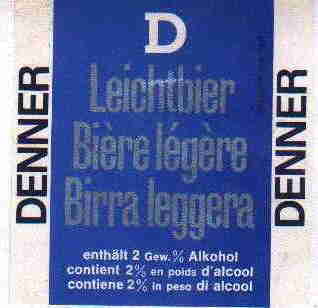 D
Leichtbier
Bière légère
Birra leggera
enthält 2 Gew.% Alkohol
contient 2% en poids d'alcool
contiene 2% in peso di alcool
DENNER
DENNER